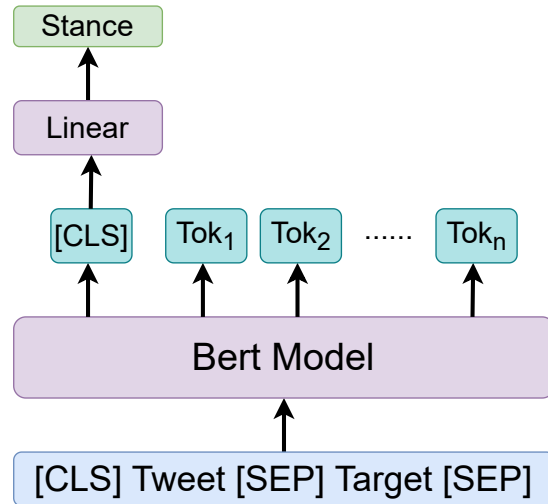 Stance
Linear
[CLS] Tok₁ Tok₂ ...... Tokₙ
Bert Model
[CLS] Tweet [SEP] Target [SEP]